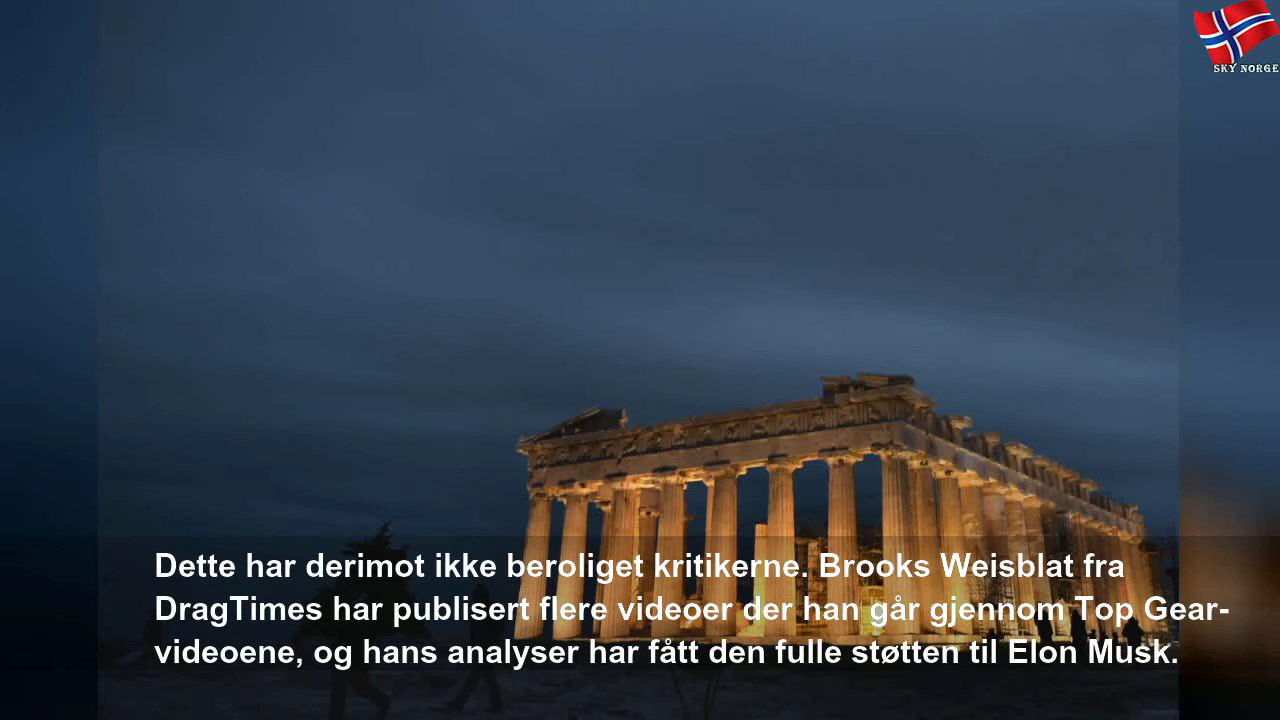 SKY NORGE
Dette har derimot ikke beroliget kritikerne. Brooks Weisblat fra
DragTimes har publisert flere videoer der han går gjennom Top Gear-
videoene, og hans analyser har fått den fulle støtten til Elon Musk.